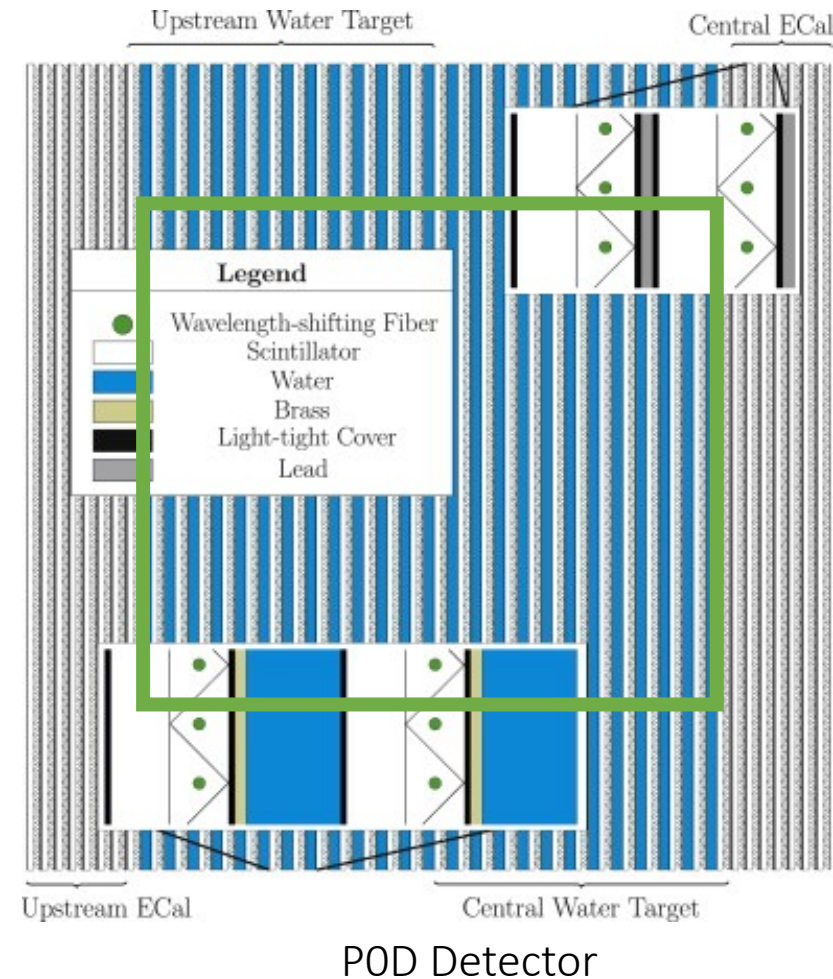 Upstream Water Target
Central ECal
Legend
Wavelength-shifting Fiber
Scintillator
Water
Brass
Light-tight Cover
Lead
Upstream ECal
Central Water Target
P0D Detector